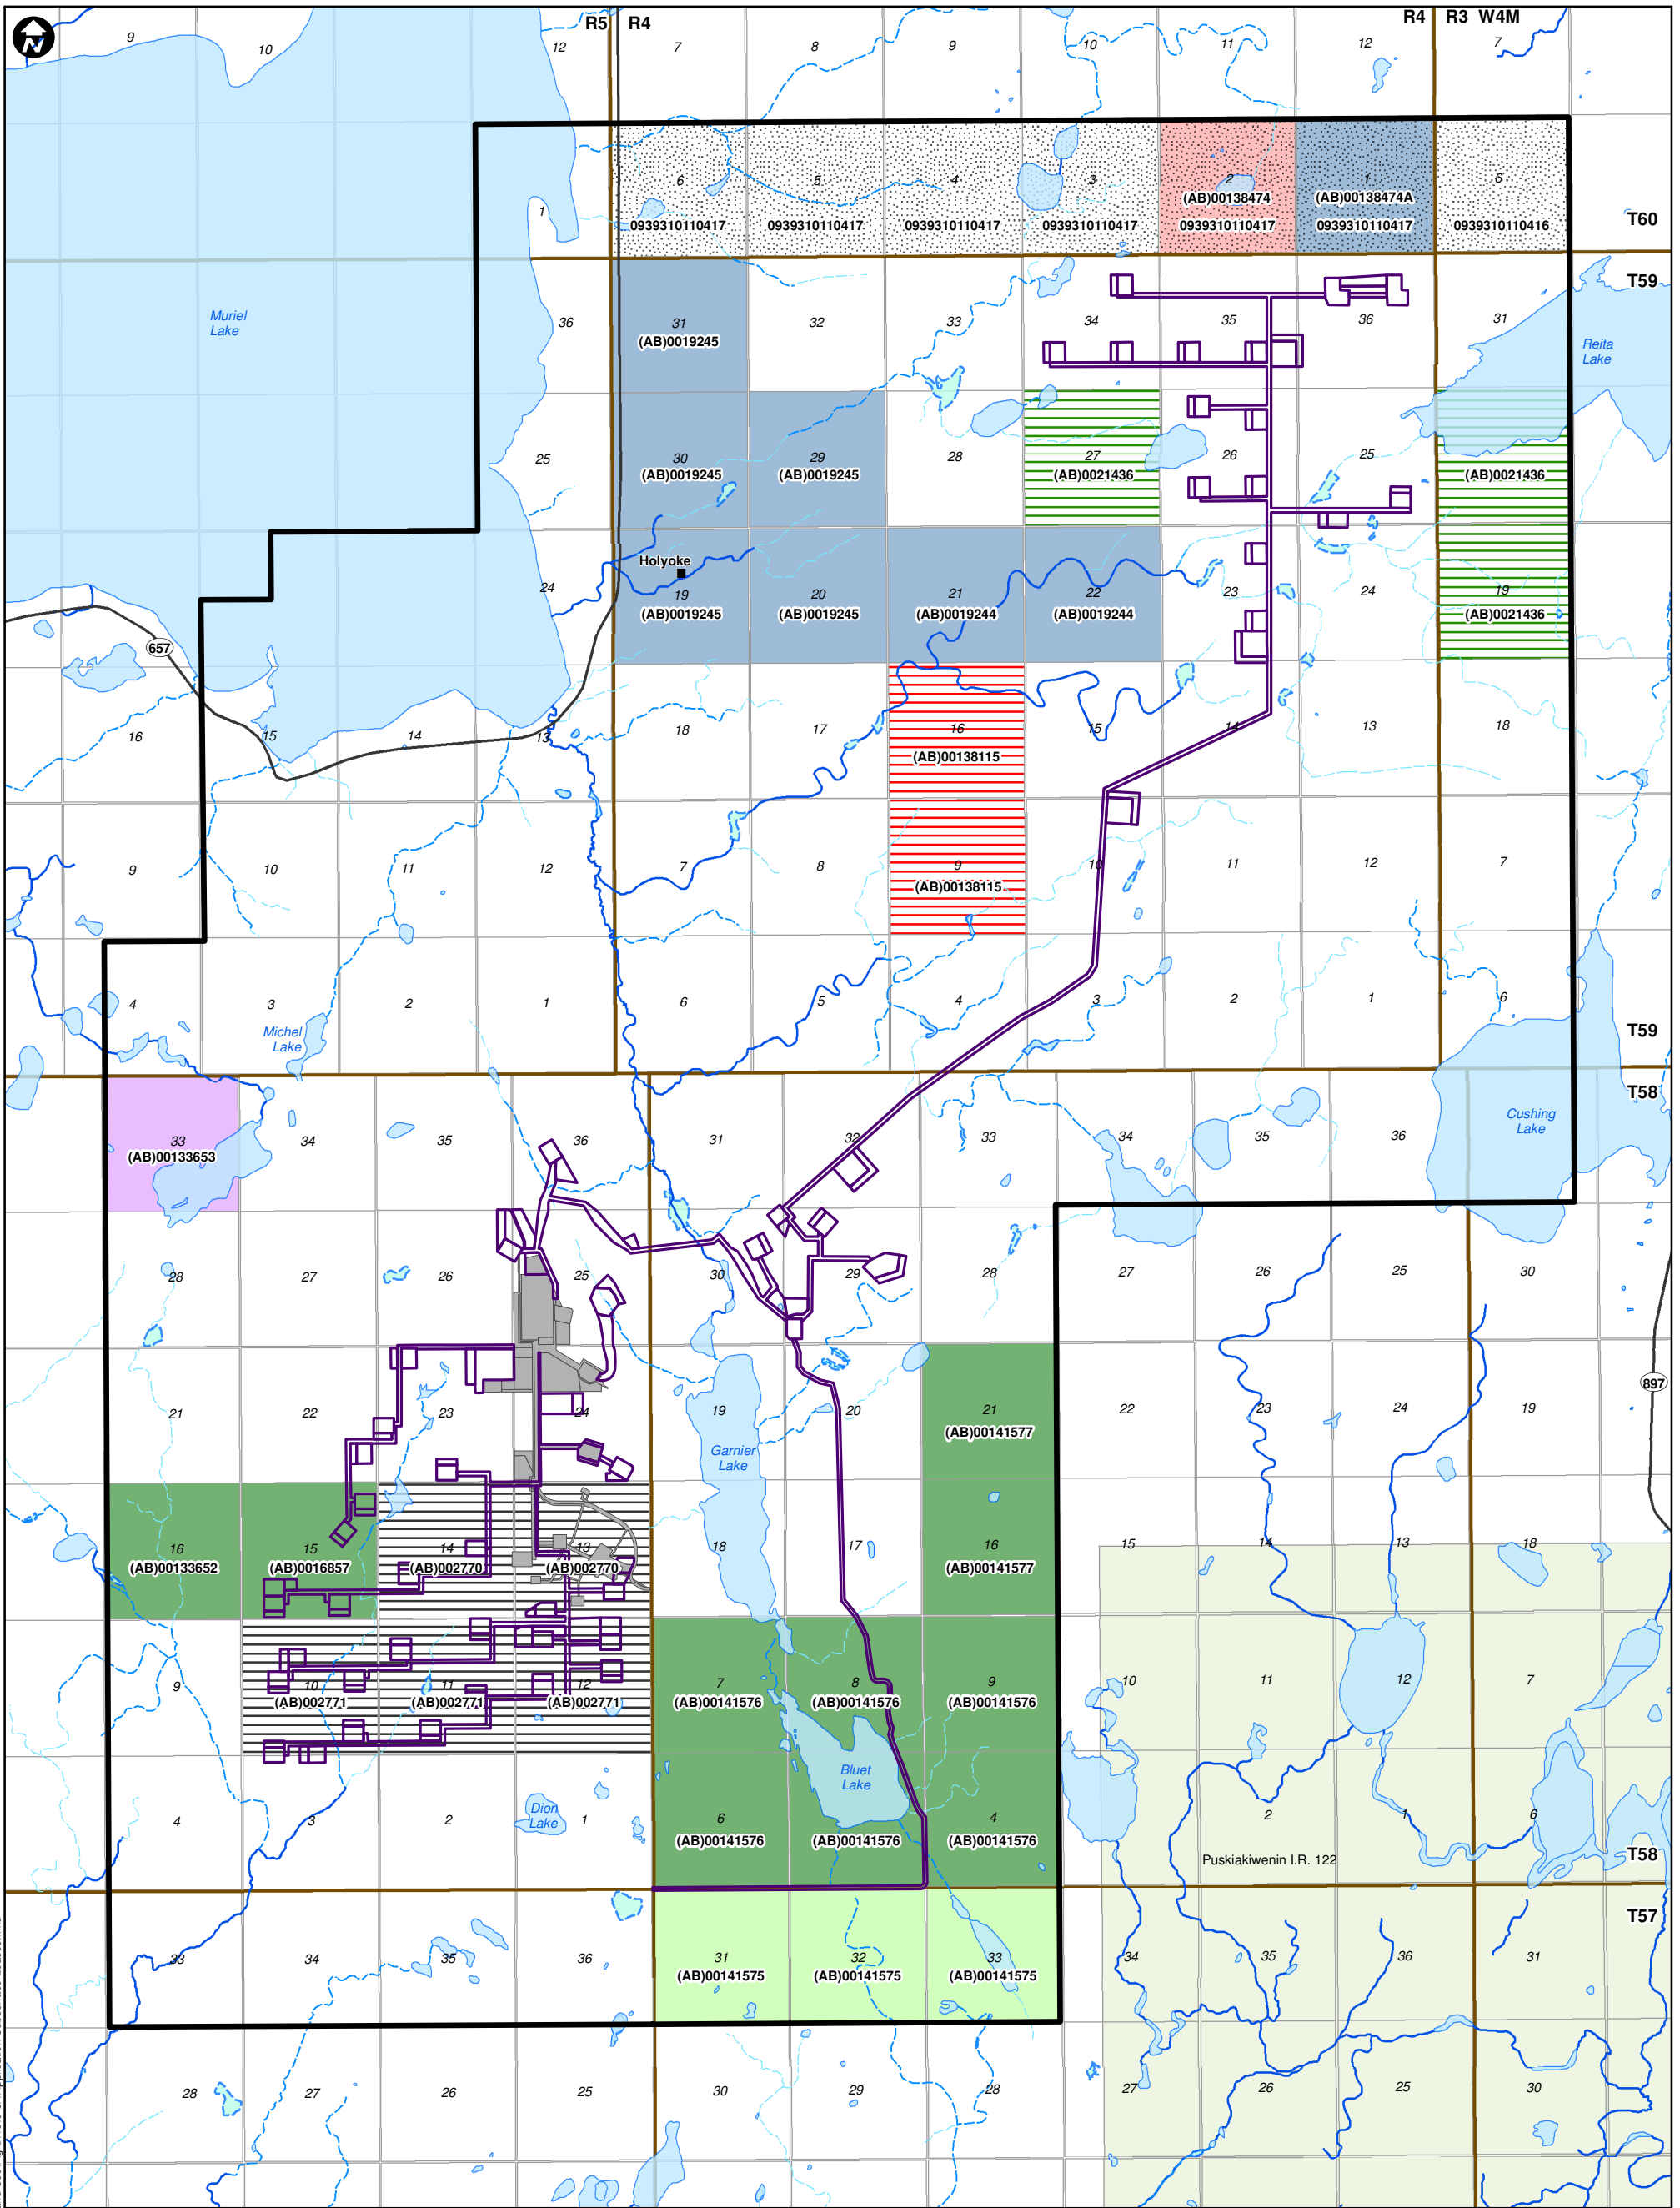 R5 R4
R4 R3 W4M
N
9 10 12 7 8 9 10 11 12 7
1 6 5 4 3 2 1 6
(AB)00138474 (AB)00138474A
0939310110417 0939310110417 0939310110417 0939310110417 0939310110417 0939310110417 0939310110416
T60
T59
Muriel
Lake
36 31 32 33 34 35 36 31
(AB)0019245
Reita
Lake
25 30 29 28 27 26 25
(AB)0019245 (AB)0019245 (AB)0021436 (AB)0021436
Holyoke
24 19 20 21 22 23 24 19
(AB)0019245 (AB)0019245 (AB)0019244 (AB)0019244 (AB)0021436
657
16 15 14 13 18 17 16 15 14 13 18
(AB)00138115
9 10 11 12 7 8 9 10 11 12 7
(AB)00138115
4 3 2 1 6 5 4 3 2 1 6
Michel
Lake
T59
T58
33 34 35 36 31 32 33 34 35 36
(AB)00133653
Cushing
Lake
28 27 26 25 30 29 28 27 26 25 30
897
21 22 23 24 19 20 21 22 23 24 19
(AB)00141577
Garnier
Lake
16 15 14 13 18 17 16 15 14 13 18
(AB)00133652 (AB)0016857 (AB)002770 (AB)002770 (AB)00141577
9 10 11 12 7 8 9 10 11 12 7
(AB)002771 (AB)002771 (AB)002771 (AB)00141576 (AB)00141576 (AB)00141576
Bluet
Lake
Dion
Lake
4 3 2 1 6 4 2 1 6
(AB)00141576 (AB)00141576 (AB)00141576
Puskiakiwenin I.R. 122
T58
T57
33 34 35 36 31 32 33 34 35 36 31
(AB)00141575 (AB)00141575 (AB)00141575
28 27 26 25 30 29 28 27 26 25 30